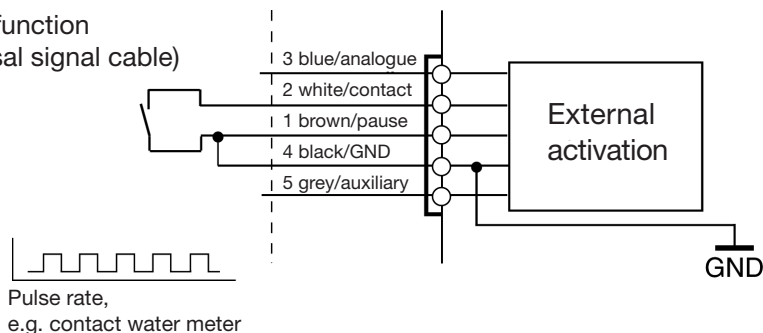 function
sal signal cable)
3 blue/analogue
2 white/contact
1 brown/pause
4 black/GND
5 grey/auxiliary
External
activation
GND
Pulse rate,
e.g. contact water meter